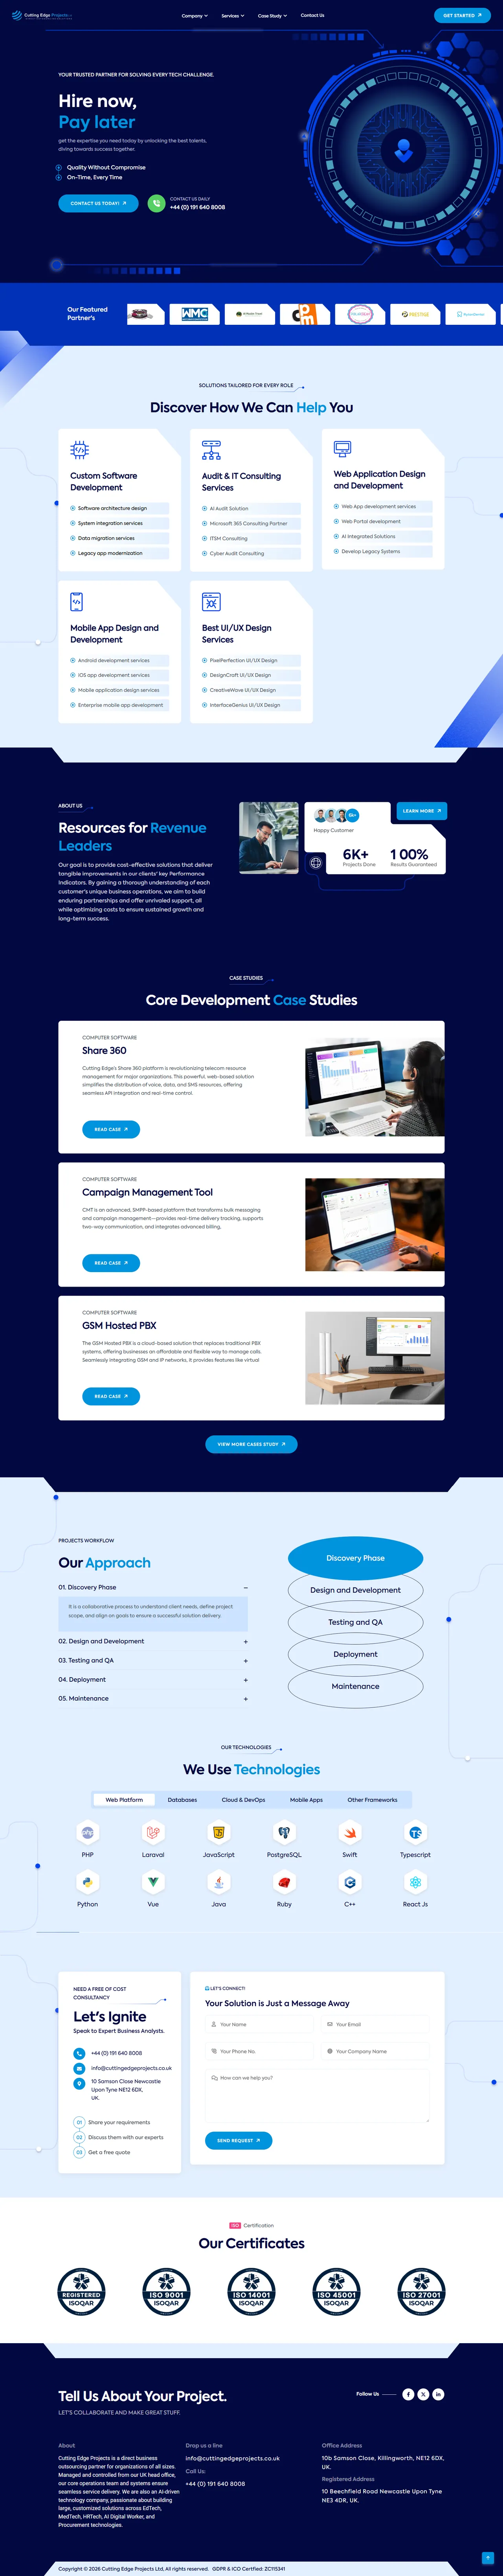 Cutting Edge Projects
Company
Services
Case Study
Contact Us
GET STARTED
YOUR TRUSTED PARTNER FOR SOLVING EVERY TECH CHALLENGE.
Hire now,
Pay later
get the expertise you need today by unlocking the best talents,
diving towards success together.
Quality Without Compromise
On-Time, Every Time
CONTACT US TODAY!
CONTACT US DAILY
+44 (0) 191 640 8008
Our Featured
Partner's
WMC
PRESTIGE
SOLUTIONS TAILORED FOR EVERY ROLE
Discover How We Can Help You
Custom Software
Development
Software architecture design
System integration services
Data migration services
Legacy app modernization
Audit & IT Consulting
Services
AI Audit Solution
Microsoft 365 Consulting Partner
ITSM Consulting
Cyber Audit Consulting
Web Application Design
and Development
Web App development services
Web Portal development
AI Integrated Solutions
Develop Legacy Systems
Mobile App Design and
Development
Android development services
iOS app development services
Mobile application design services
Enterprise mobile app development
Best UI/UX Design
Services
PixelPerfection UI/UX Design
DesignCraft UI/UX Design
CreativeWave UI/UX Design
InterfaceGenius UI/UX Design
ABOUT US
Resources for Revenue
Leaders
Our goal is to provide cost-effective solutions that deliver
tangible improvements in our clients' key Performance
Indicators. By gaining a thorough understanding of each
customer's unique business operations, we aim to build
enduring partnerships and offer unrivaled support, all
while optimizing costs to ensure sustained growth and
long-term success.
6k+
Happy Customer
LEARN MORE
6K+
Projects Done
1 00%
Results Guaranteed
CASE STUDIES
Core Development Case Studies
COMPUTER SOFTWARE
Share 360
Cutting Edge's Share 360 platform is revolutionizing telecom resource
management for major organizations. This powerful, web-based solution
simplifies the distribution of voice, data, and SMS resources, offering
seamless API integration and real-time control.
READ CASE
COMPUTER SOFTWARE
Campaign Management Tool
CMT is an advanced, SMPP-based platform that transforms bulk messaging
and campaign management—provides real-time delivery tracking, supports
two-way communication, and integrates advanced billing,
READ CASE
COMPUTER SOFTWARE
GSM Hosted PBX
The GSM Hosted PBX is a cloud-based solution that replaces traditional PBX
systems, offering businesses an affordable and flexible way to manage calls.
Seamlessly integrating GSM and IP networks, it provides features like virtual
READ CASE
VIEW MORE CASES STUDY
PROJECTS WORKFLOW
Our Approach
01. Discovery Phase
It is a collaborative process to understand client needs, define project
scope, and align on goals to ensure a successful solution delivery.
02. Design and Development
03. Testing and QA
04. Deployment
05. Maintenance
Discovery Phase
Design and Development
Testing and QA
Deployment
Maintenance
OUR TECHNOLOGIES
We Use Technologies
Web Platform
Databases
Cloud & DevOps
Mobile Apps
Other Frameworks
PHP
Laraval
JavaScript
PostgreSQL
Swift
Typescript
Python
Vue
Java
Ruby
C++
React Js
NEED A FREE OF COST
CONSULTANCY
Let's Ignite
Speak to Expert Business Analysts.
+44 (0) 191 640 8008
info@cuttingedgeprojects.co.uk
10 Samson Close Newcastle
Upon Tyne NE12 6DX,
UK.
01 Share your requirements
02 Discuss them with our experts
03 Get a free quote
LET'S CONNECT!
Your Solution is Just a Message Away
Your Name
Your Email
Your Phone No.
Your Company Name
How can we help you?
SEND REQUEST
ISO Certification
Our Certificates
REGISTERED
ISOQAR
ISO 9001
ISOQAR
ISO 14001
ISOQAR
ISO 45001
ISOQAR
ISO 27001
ISOQAR
Tell Us About Your Project.
LET'S COLLABORATE AND MAKE GREAT STUFF.
Follow Us
About
Cutting Edge Projects is a direct business
outsourcing partner for organizations of all sizes.
Managed and controlled from our UK head office,
our core operations team and systems ensure
seamless service delivery. We are also an AI-driven
technology company, passionate about building
large, customized solutions across EdTech,
MedTech, HRTech, AI Digital Worker, and
Procurement technologies.
Drop us a line
info@cuttingedgeprojects.co.uk
Call Us:
+44 (0) 191 640 8008
Office Address
10b Samson Close, Killingworth, NE12 6DX,
UK.
Registered Address
10 Beechfield Road Newcastle Upon Tyne
NE3 4DR, UK.
Copyright © 2026 Cutting Edge Projects Ltd, All rights reserved. GDPR & ICO Certfied: ZC115341